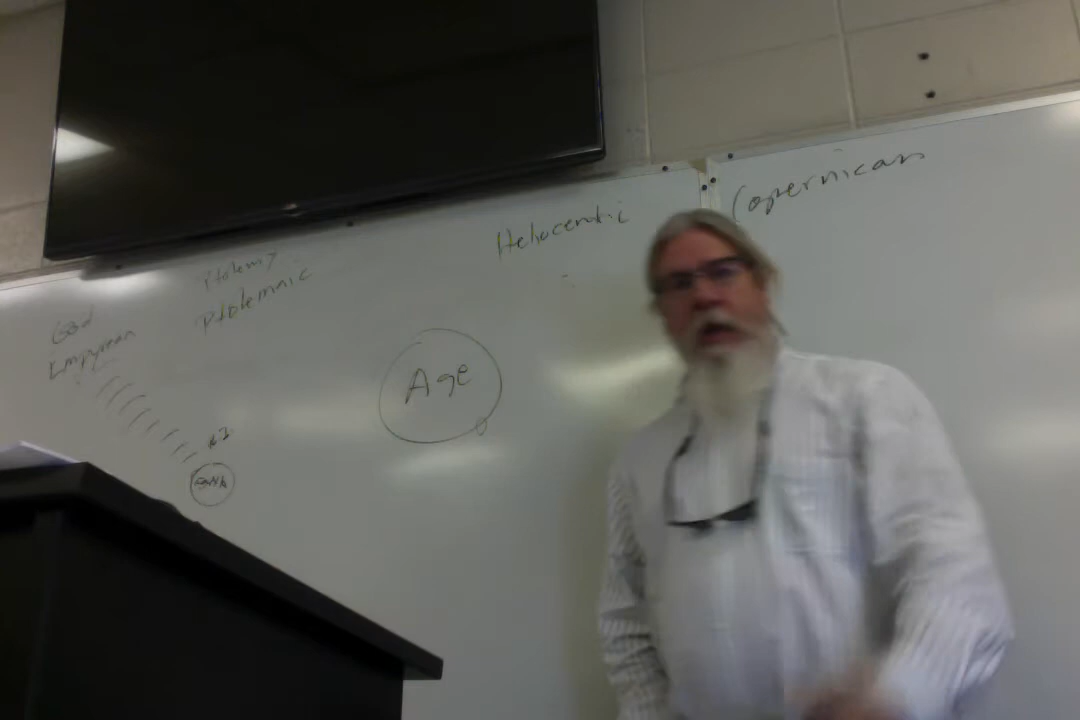 God
Empyrean
Ptolemy
Ptolemaic
#1
Earth
Age
Heliocentric
Copernican